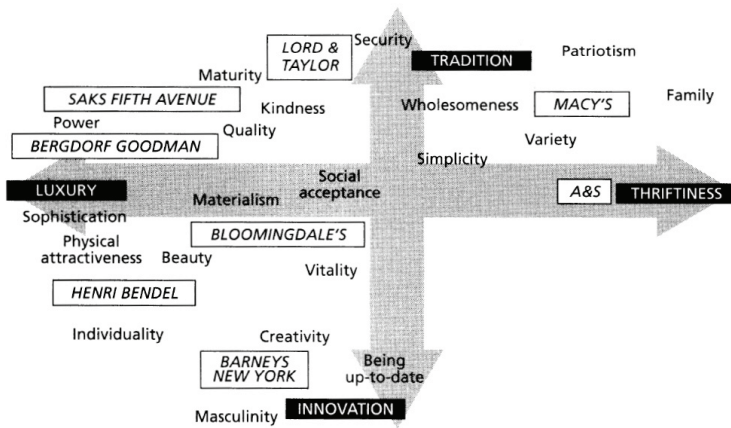 LORD &
TAYLOR
Security
TRADITION
Patriotism
Maturity
SAKS FIFTH AVENUE
Kindness
Wholesomeness
MACY'S
Family
Power
Quality
BERGDORF GOODMAN
Variety
Simplicity
LUXURY
Social
acceptance
Materialism
A&S
THRIFTINESS
Sophistication
Physical
attractiveness
Beauty
BLOOMINGDALE'S
Vitality
HENRI BENDEL
Individuality
Creativity
BARNEYS
NEW YORK
Being
up-to-date
Masculinity
INNOVATION